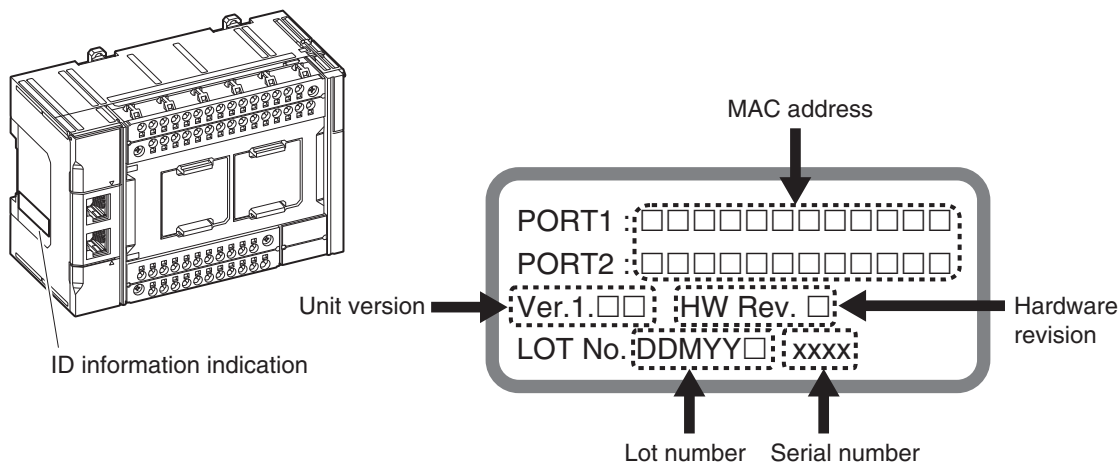 MAC address
PORT1 : □□□□□□□□□□□□
PORT2 : □□□□□□□□□□□□
Unit version
Ver.1.□□ HW Rev. □
Hardware
revision
LOT No. DDMYY□ xxxx
ID information indication
Lot number Serial number